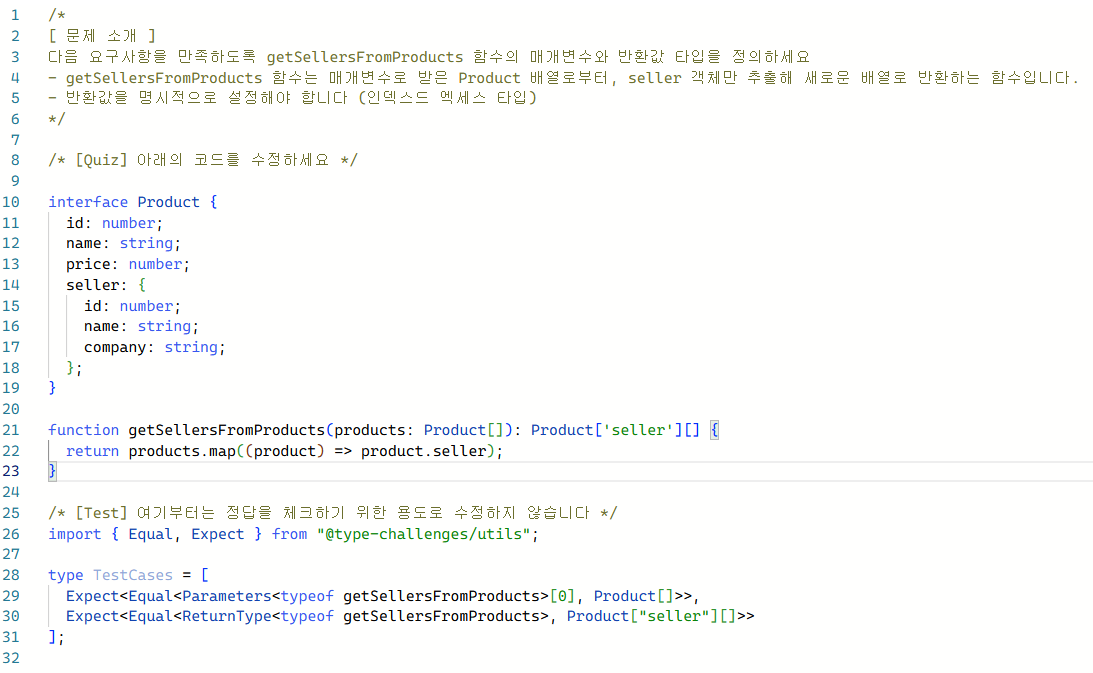 1 /*
2 [ 문제 소개 ]
3 다음 요구사항을 만족하도록 getSellersFromProducts 함수의 매개변수와 반환값 타입을 정의하세요
4 - getSellersFromProducts 함수는 매개변수로 받은 Product 배열로부터, seller 객체만 추출해 새로운 배열로 반환하는 함수입니다.
5 - 반환값을 명시적으로 설정해야 합니다 (인덱스드 엑세스 타입)
6 */
7
8 /* [Quiz] 아래의 코드를 수정하세요 */
9
10 interface Product {
11 id: number;
12 name: string;
13 price: number;
14 seller: {
15 id: number;
16 name: string;
17 company: string;
18 };
19 }
20
21 function getSellersFromProducts(products: Product[]): Product['seller'][] {
22 return products.map((product) => product.seller);
23 }
24
25 /* [Test] 여기부터는 정답을 체크하기 위한 용도로 수정하지 않습니다 */
26 import { Equal, Expect } from "@type-challenges/utils";
27
28 type TestCases = [
29 Expect<Equal<Parameters<typeof getSellersFromProducts>[0], Product[]>>,
30 Expect<Equal<ReturnType<typeof getSellersFromProducts>, Product["seller"][]>>
31 ];
32